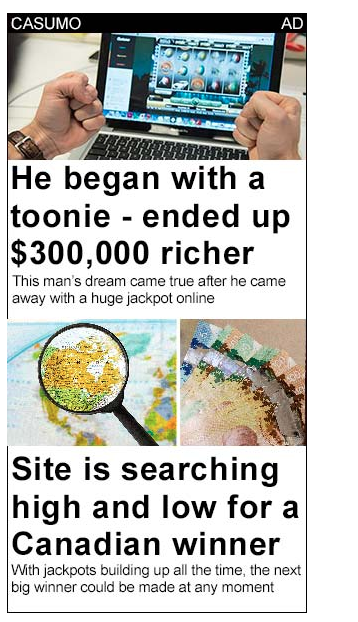 CASUMO AD
He began with a
toonie - ended up
$300,000 richer
This man's dream came true after he came
away with a huge jackpot online
Site is searching
high and low for a
Canadian winner
With jackpots building up all the time, the next
big winner could be made at any moment